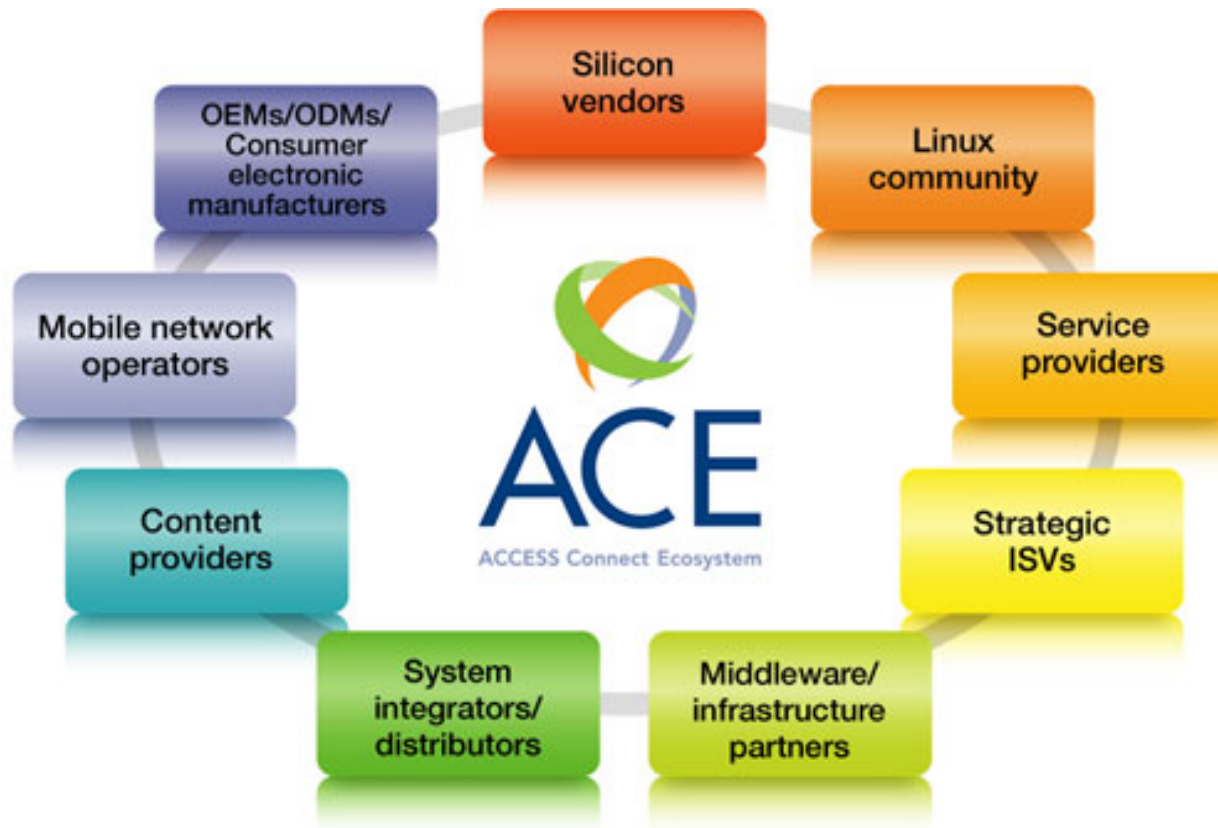 Silicon
vendors
Linux
community
Service
providers
Strategic
ISVs
Middleware/
infrastructure
partners
System
integrators/
distributors
Content
providers
Mobile network
operators
OEMs/ODMs/
Consumer
electronic
manufacturers
ACE
ACCESS Connect Ecosystem